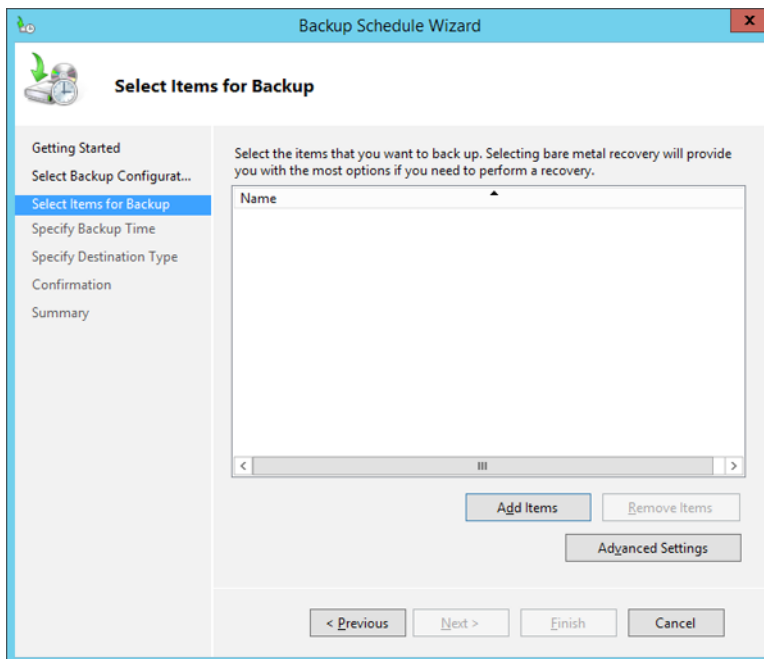 Backup Schedule Wizard
x
Select Items for Backup
Getting Started
Select Backup Configurat...
Select Items for Backup
Specify Backup Time
Specify Destination Type
Confirmation
Summary
Select the items that you want to back up. Selecting bare metal recovery will provide
you with the most options if you need to perform a recovery.
Name
Add Items
Remove Items
Advanced Settings
< Previous
Next >
Finish
Cancel